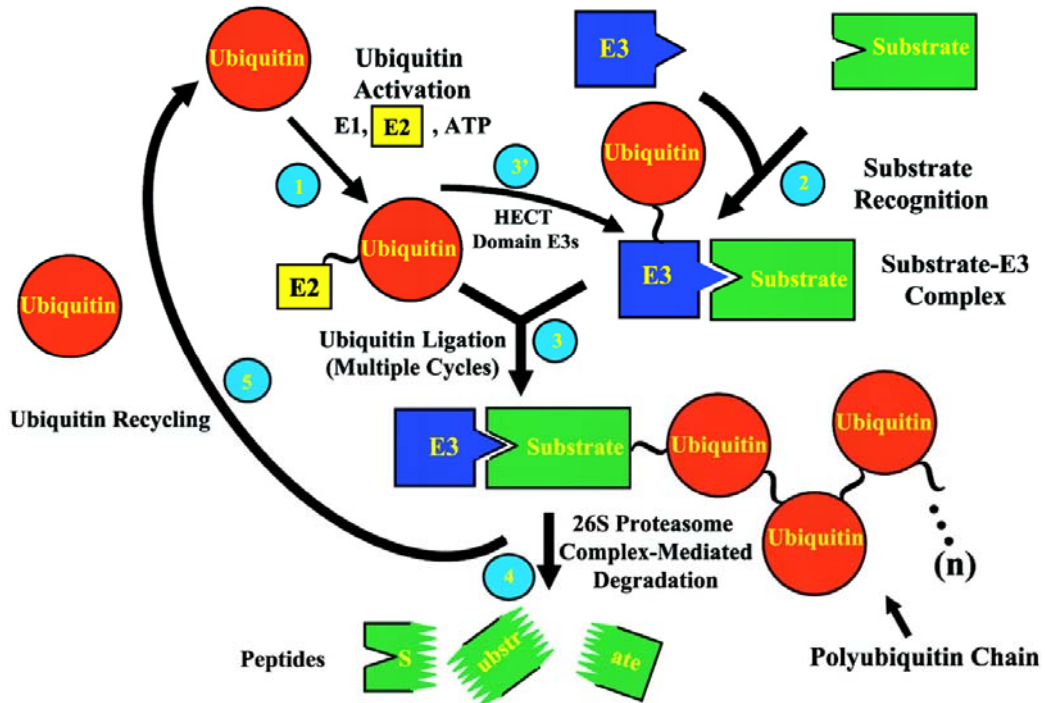 Ubiquitin
Ubiquitin
Activation
E1, E2 , ATP
E3
Substrate
Ubiquitin
1
3'
2
Substrate
Recognition
HECT
Domain E3s
Ubiquitin
E2
E3
Substrate
Substrate-E3
Complex
Ubiquitin
Ubiquitin Ligation
(Multiple Cycles)
3
5
Ubiquitin Recycling
E3
Substrate
Ubiquitin
Ubiquitin
Ubiquitin
(n)
26S Proteasome
Complex-Mediated
Degradation
4
Peptides
S
ubstr
ate
Polyubiquitin Chain